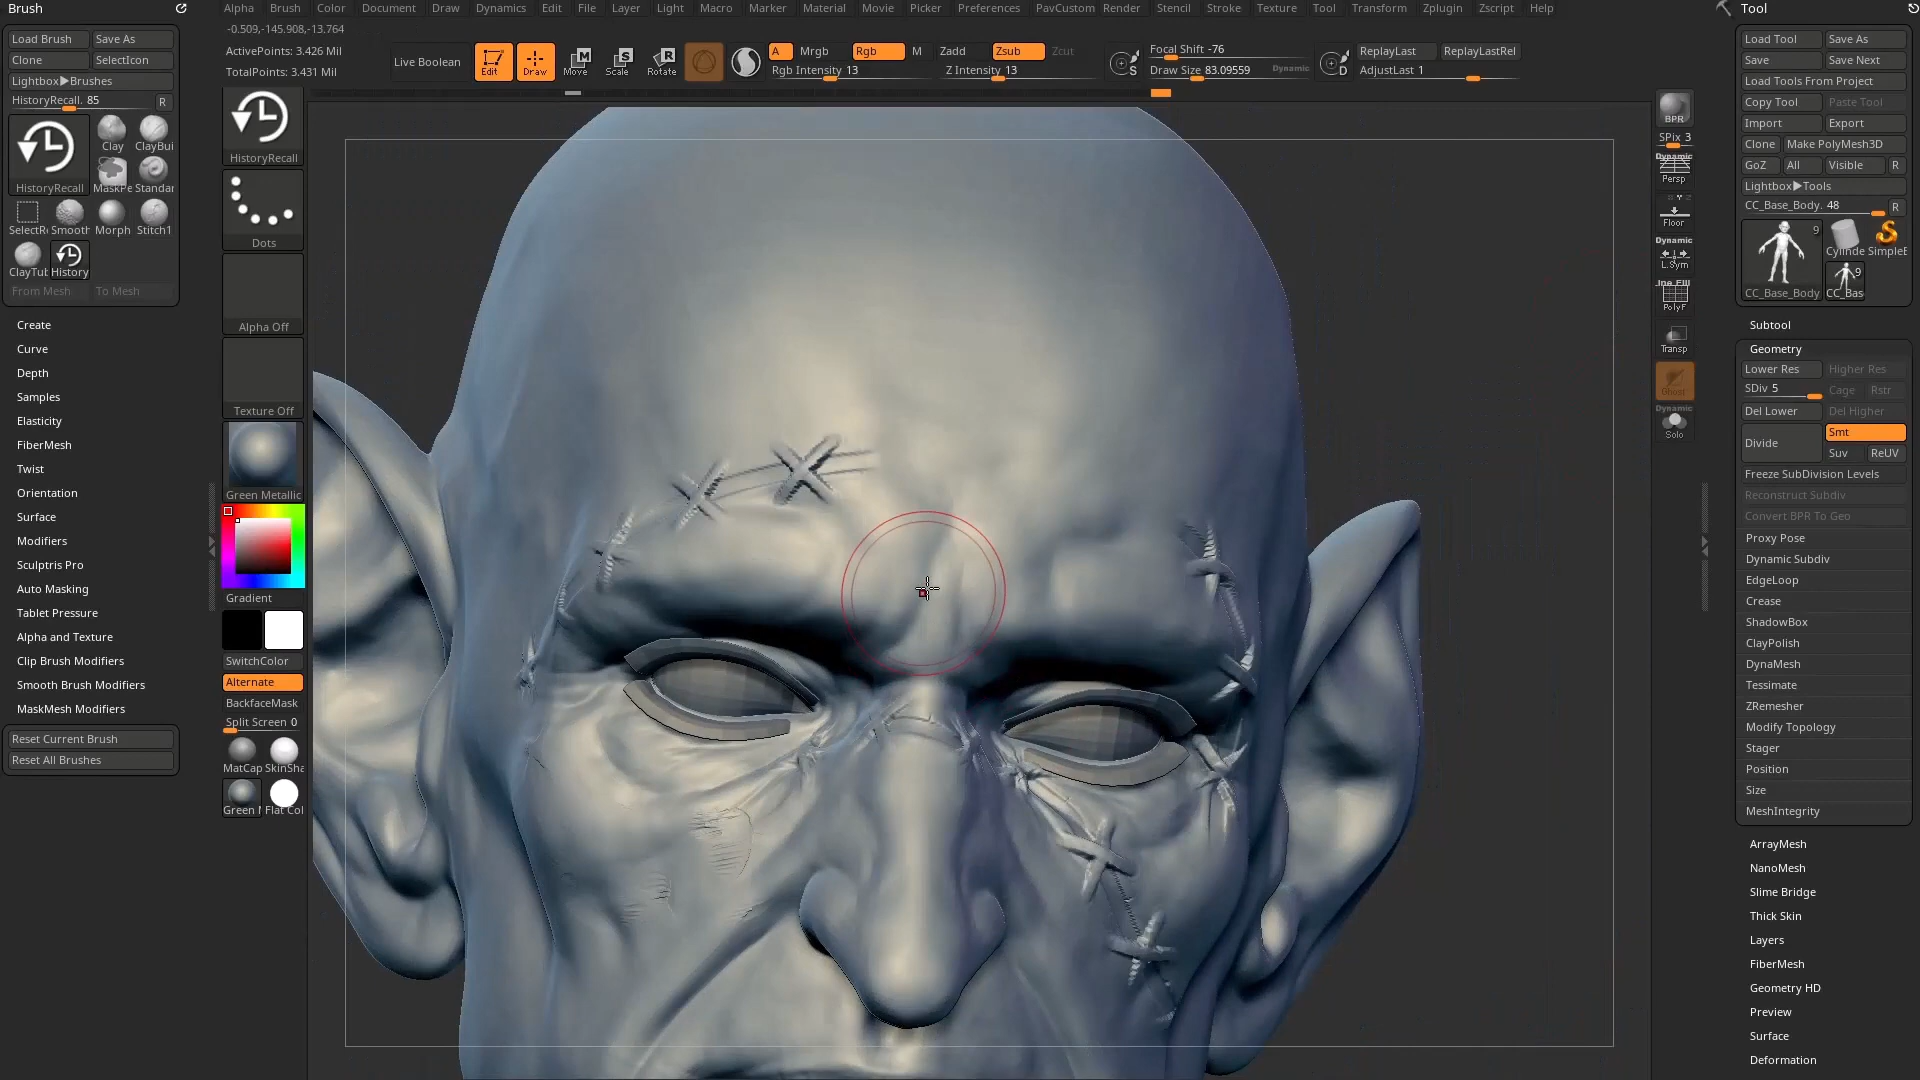 Brush
Alpha Brush Color Document Draw Dynamics Edit File Layer Light Macro Marker Material Movie Picker Preferences PavCustom Render Stencil Stroke Texture Tool Transform Zplugin Zscript Help
Tool
-0.509,-145.908,-13.764
ActivePoints: 3.426 Mil
TotalPoints: 3.431 Mil
Live Boolean
Edit
Draw
Move
Scale
Rotate
A
Mrgb
Rgb
M
Rgb Intensity 13
Zadd
Zsub
Zcut
Z Intensity 13
S
Focal Shift -76
Draw Size 83.09559
Dynamic
D
ReplayLast
ReplayLastRel
AdjustLast 1
Load Brush
Save As
Clone
SelectIcon
Lightbox▶Brushes
HistoryRecall. 85
R
HistoryRecall
Clay
ClayBui
MaskPe
Standar
SelectRe
Smooth
Morph
Stitch1
ClayTub
History
From Mesh
To Mesh
Create
Curve
Depth
Samples
Elasticity
FiberMesh
Twist
Orientation
Surface
Modifiers
Sculptris Pro
Auto Masking
Tablet Pressure
Alpha and Texture
Clip Brush Modifiers
Smooth Brush Modifiers
MaskMesh Modifiers
Reset Current Brush
Reset All Brushes
HistoryRecall
Dots
Alpha Off
Texture Off
Green Metallic
Gradient
SwitchColor
Alternate
BackfaceMask
Split Screen 0
MatCap
SkinSha
Green M
Flat Col
BPR
SPix 3
Dynamic
Persp
Floor
Dynamic
L.Sym
Line Fill
PolyF
Transp
Ghost
Dynamic
Solo
Load Tool
Save As
Save
Save Next
Load Tools From Project
Copy Tool
Paste Tool
Import
Export
Clone
Make PolyMesh3D
GoZ
All
Visible
R
Lightbox▶Tools
CC_Base_Body. 48
R
9
CC_Base_Body
Cylinde
SimpleB
9
CC_Bas
Subtool
Geometry
Lower Res
Higher Res
SDiv 5
Cage
Rstr
Del Lower
Del Higher
Divide
Smt
Suv
ReUV
Freeze SubDivision Levels
Reconstruct Subdiv
Convert BPR To Geo
Proxy Pose
Dynamic Subdiv
EdgeLoop
Crease
ShadowBox
ClayPolish
DynaMesh
Tessimate
ZRemesher
Modify Topology
Stager
Position
Size
MeshIntegrity
ArrayMesh
NanoMesh
Slime Bridge
Thick Skin
Layers
FiberMesh
Geometry HD
Preview
Surface
Deformation